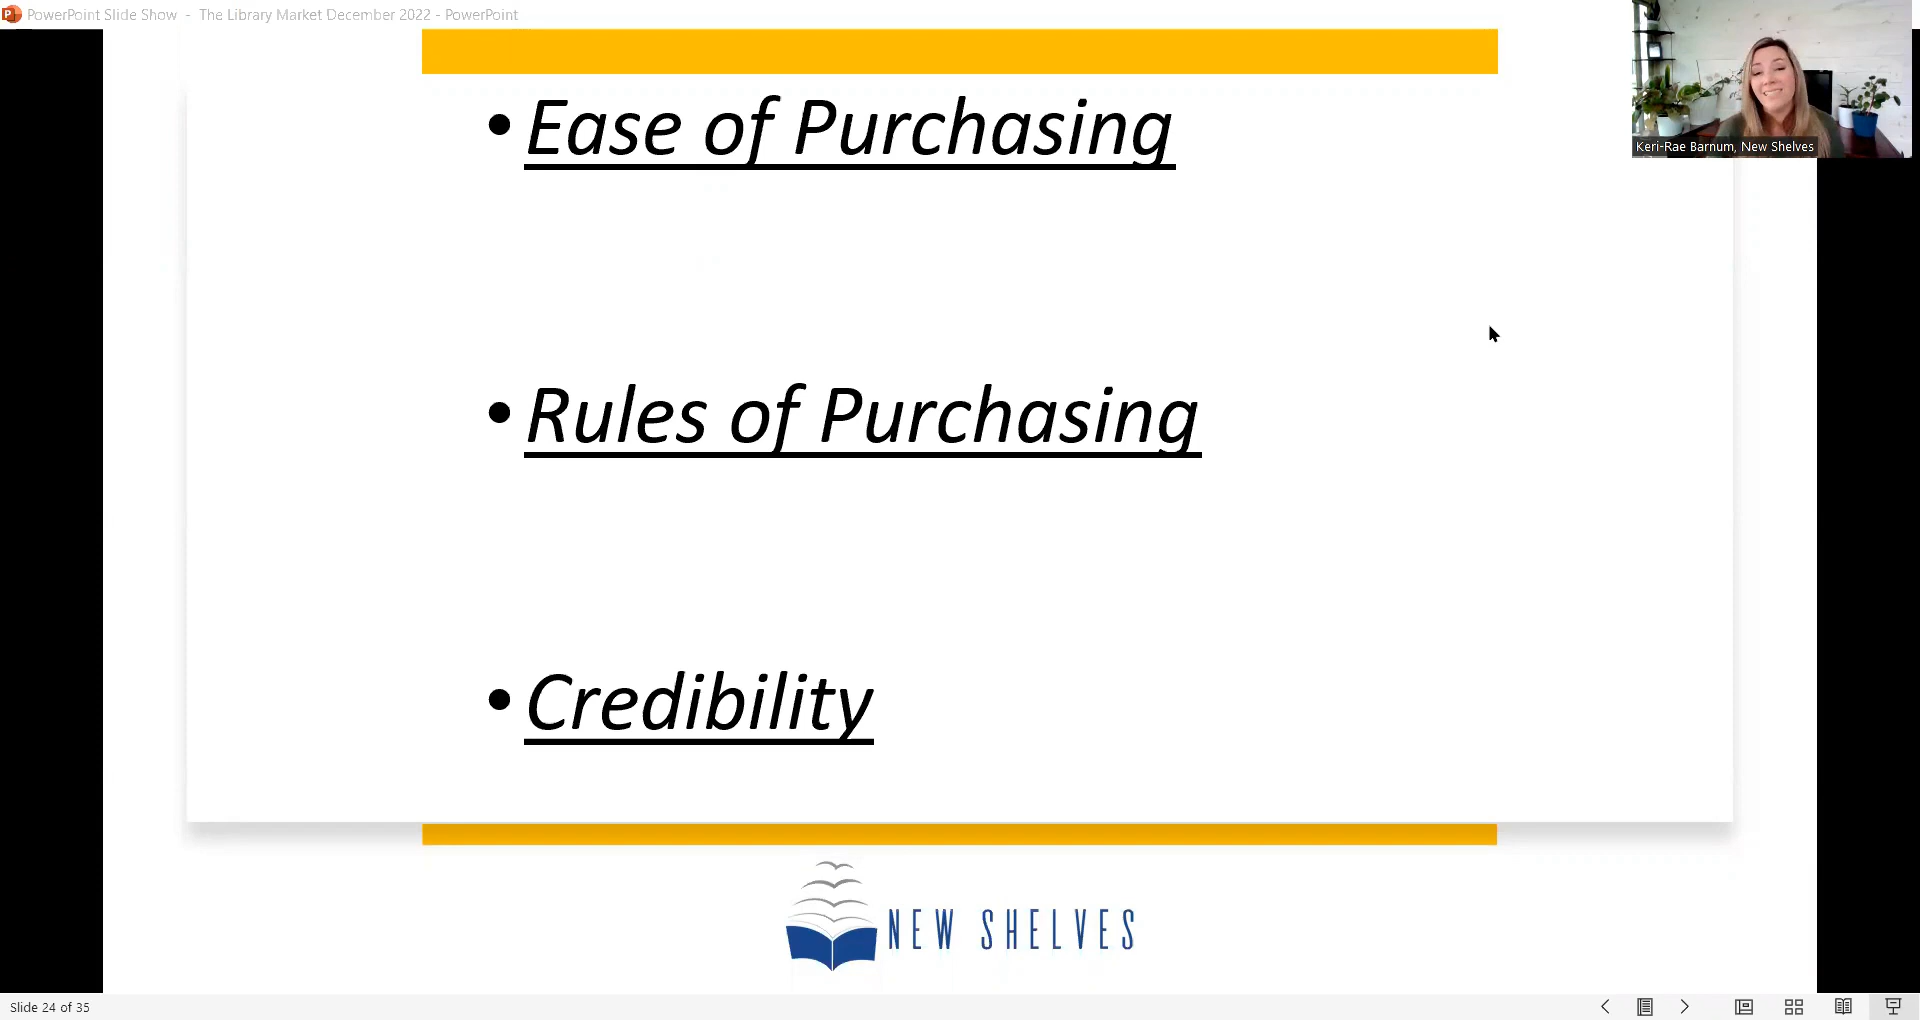 PowerPoint Slide Show - The Library Market December 2022 - PowerPoint
• Ease of Purchasing
Keri-Rae Barnum, New Shelves
• Rules of Purchasing
• Credibility
NEW SHELVES
Slide 24 of 35